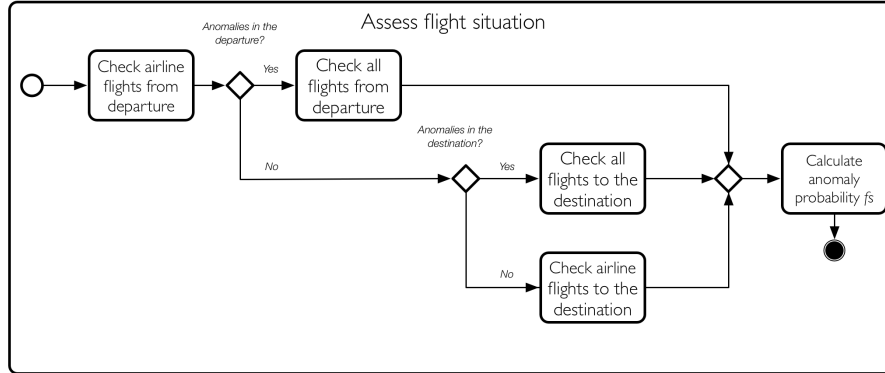 Assess flight situation
Anomalies in the
departure?
Check airline
flights from
departure
Yes
Check all
flights from
departure
No
Anomalies in the
destination?
Yes
Check all
flights to the
destination
No
Check airline
flights to the
destination
Calculate
anomaly
probability fs